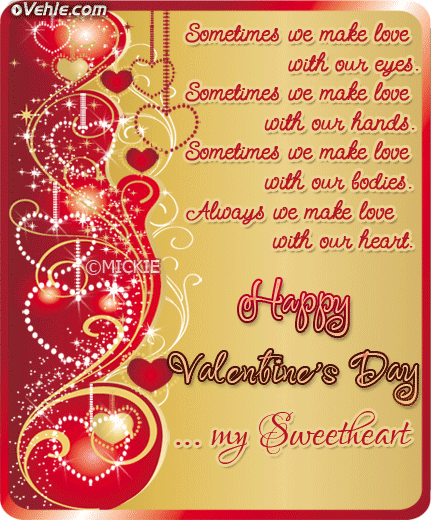 Vehle.com
Sometimes we make love
with our eyes.
Sometimes we make love
with our hands.
Sometimes we make love
with our bodies.
Always we make love
with our heart.
©MICKIE
Happy
Valentine's Day
... my Sweetheart